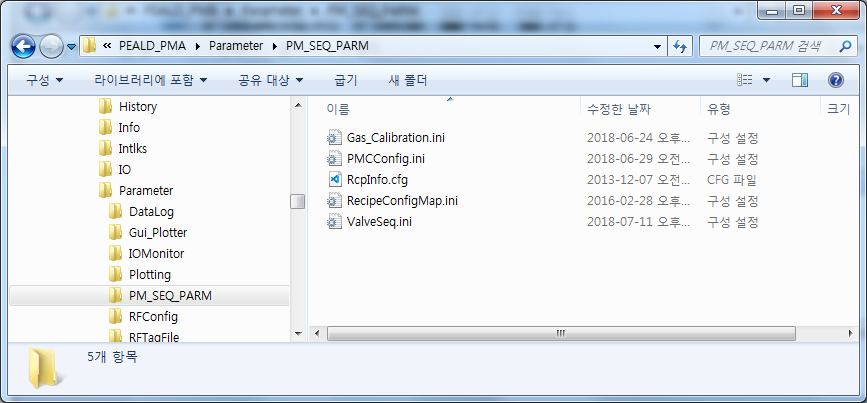 « PEALD_PMA ▸ Parameter ▸ PM_SEQ_PARM
PM_SEQ_PARM 검색
구성 라이브러리에 포함 공유 대상 굽기 새 폴더
이름 수정한 날짜 유형 크기
History
Info
Intlks
IO
Parameter
DataLog
Gui_Plotter
IOMonitor
Plotting
PM_SEQ_PARM
RFConfig
RFTagFile
Gas_Calibration.ini 2018-06-24 오후... 구성 설정
PMCConfig.ini 2018-06-29 오전... 구성 설정
RcpInfo.cfg 2013-12-07 오전... CFG 파일
RecipeConfigMap.ini 2016-02-28 오후... 구성 설정
ValveSeq.ini 2018-07-11 오후... 구성 설정
5개 항목